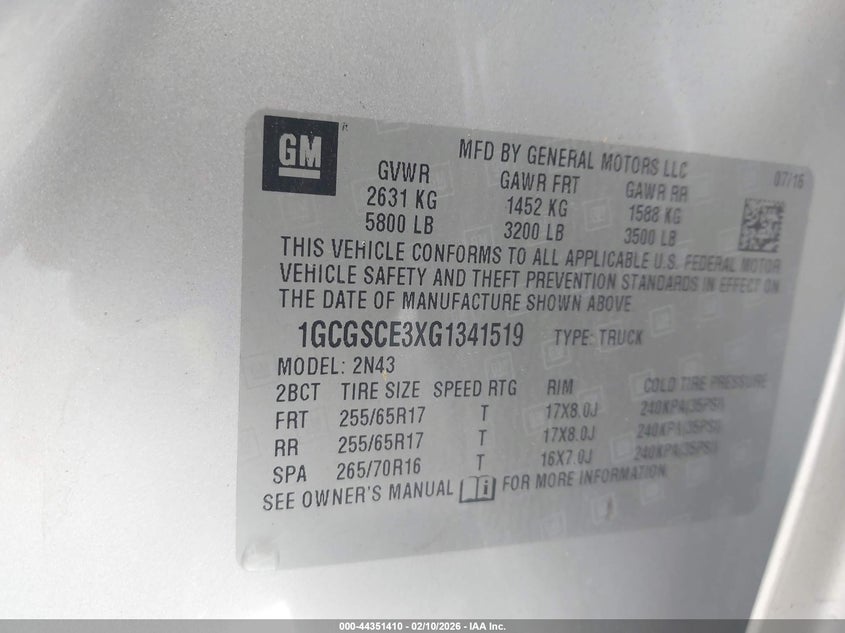 GM
MFD BY GENERAL MOTORS LLC
07/16
GVWR GAWR FRT GAWR RR
2631 KG 1452 KG 1588 KG
5800 LB 3200 LB 3500 LB
THIS VEHICLE CONFORMS TO ALL APPLICABLE U.S. FEDERAL MOTOR
VEHICLE SAFETY AND THEFT PREVENTION STANDARDS IN EFFECT ON
THE DATE OF MANUFACTURE SHOWN ABOVE.
1GCGSCE3XG1341519 TYPE: TRUCK
MODEL: 2N43
2BCT TIRE SIZE SPEED RTG RIM COLD TIRE PRESSURE
FRT 255/65R17 T 17X8.0J 240KPA(35PSI)
RR 255/65R17 T 17X8.0J 240KPA(35PSI)
SPA 265/70R16 T 16X7.0J 240KPA(35PSI)
SEE OWNER'S MANUAL FOR MORE INFORMATION.
000-44351410 - 02/10/2026 - IAA Inc.